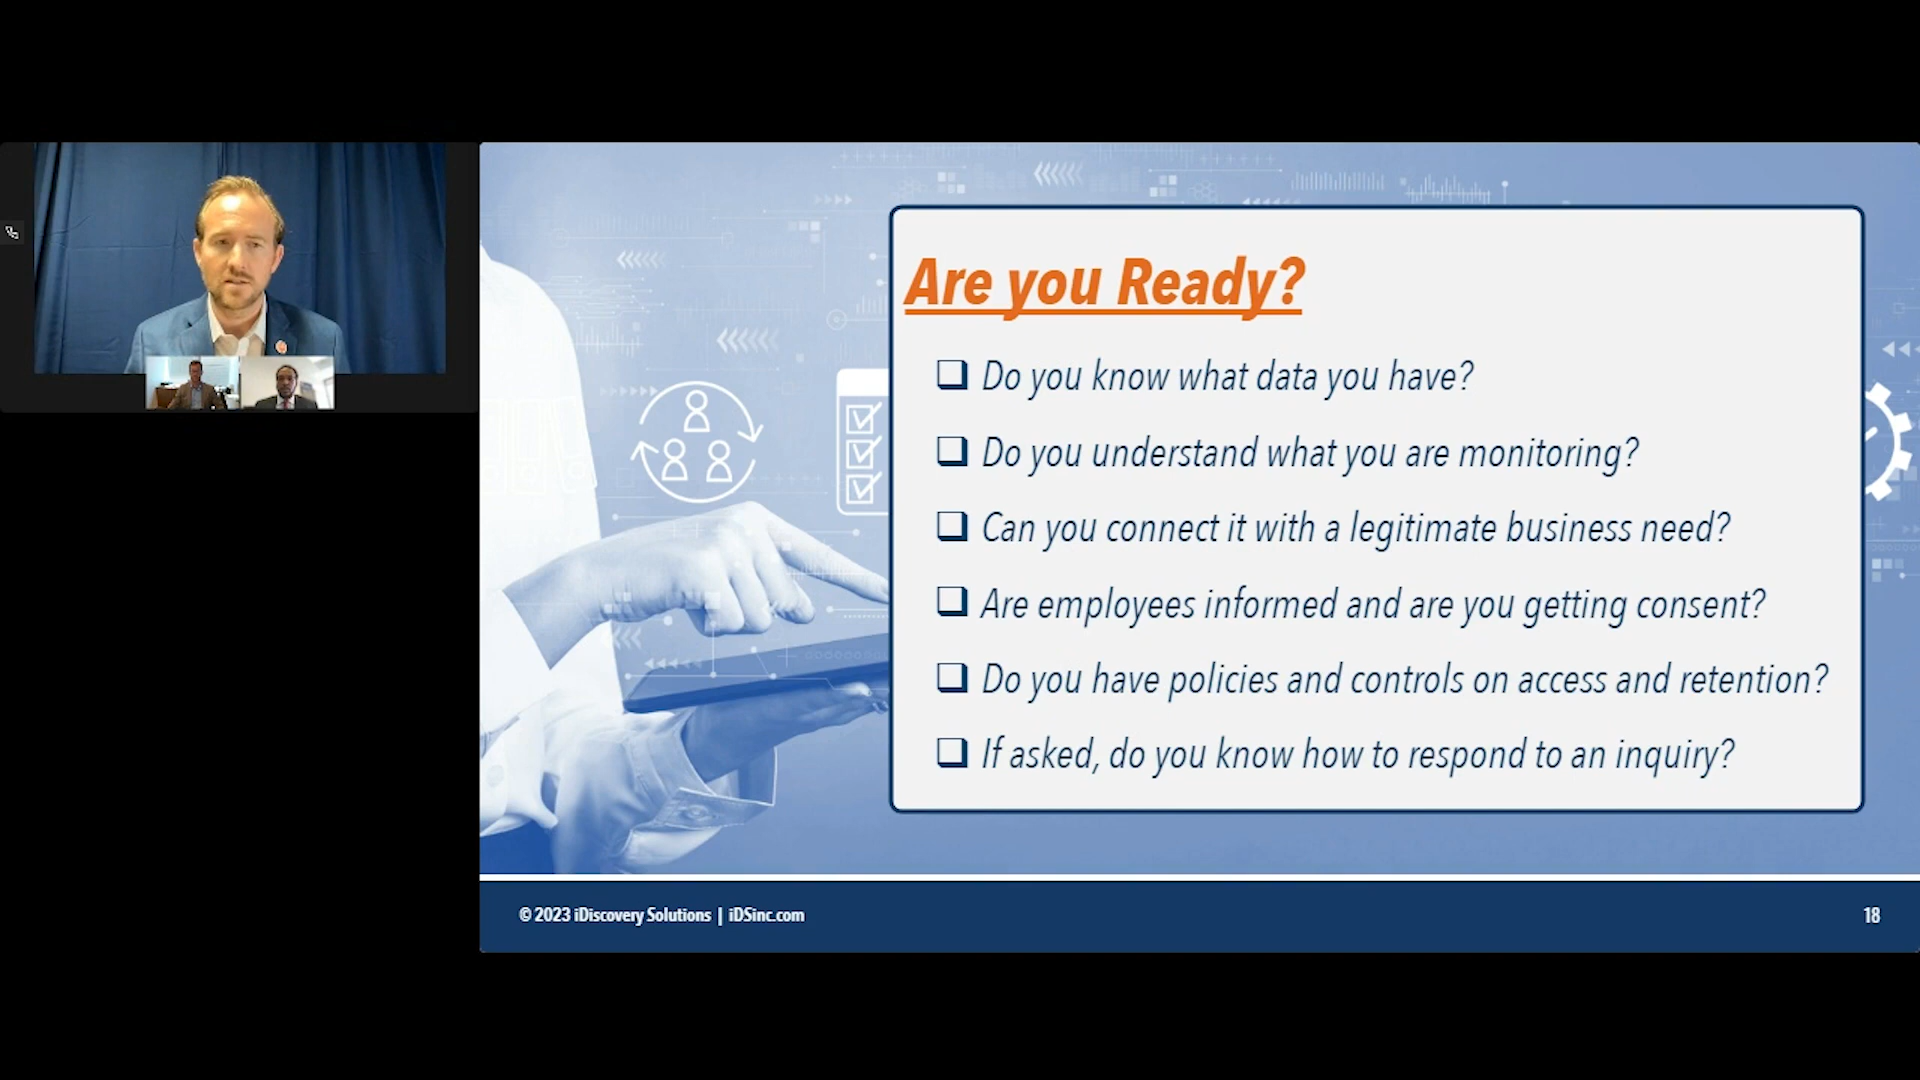 Are you Ready?
Do you know what data you have?
Do you understand what you are monitoring?
Can you connect it with a legitimate business need?
Are employees informed and are you getting consent?
Do you have policies and controls on access and retention?
If asked, do you know how to respond to an inquiry?
© 2023 iDiscovery Solutions | iDSinc.com
18